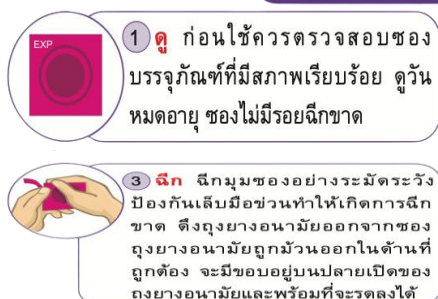 EXP
① ดู ก่อนใช้ควรตรวจสอบซอง
บรรจุภัณฑ์ที่มีสภาพเรียบร้อย ดูวัน
หมดอายุ ซองไม่มีรอยฉีกขาด
③ ฉีก ฉีกมุมซองอย่างระมัดระวัง
ป้องกันเล็บมือข่วนทำให้เกิดการฉีก
ขาด ดึงถุงยางอนามัยออกจากซอง
ถุงยางอนามัยถูกม้วนออกในด้านที่
ถูกต้อง จะมีขอบอยู่บนปลายเปิดของ
ถุงยางอนามัยและพร้อมที่จะรูดลงได้